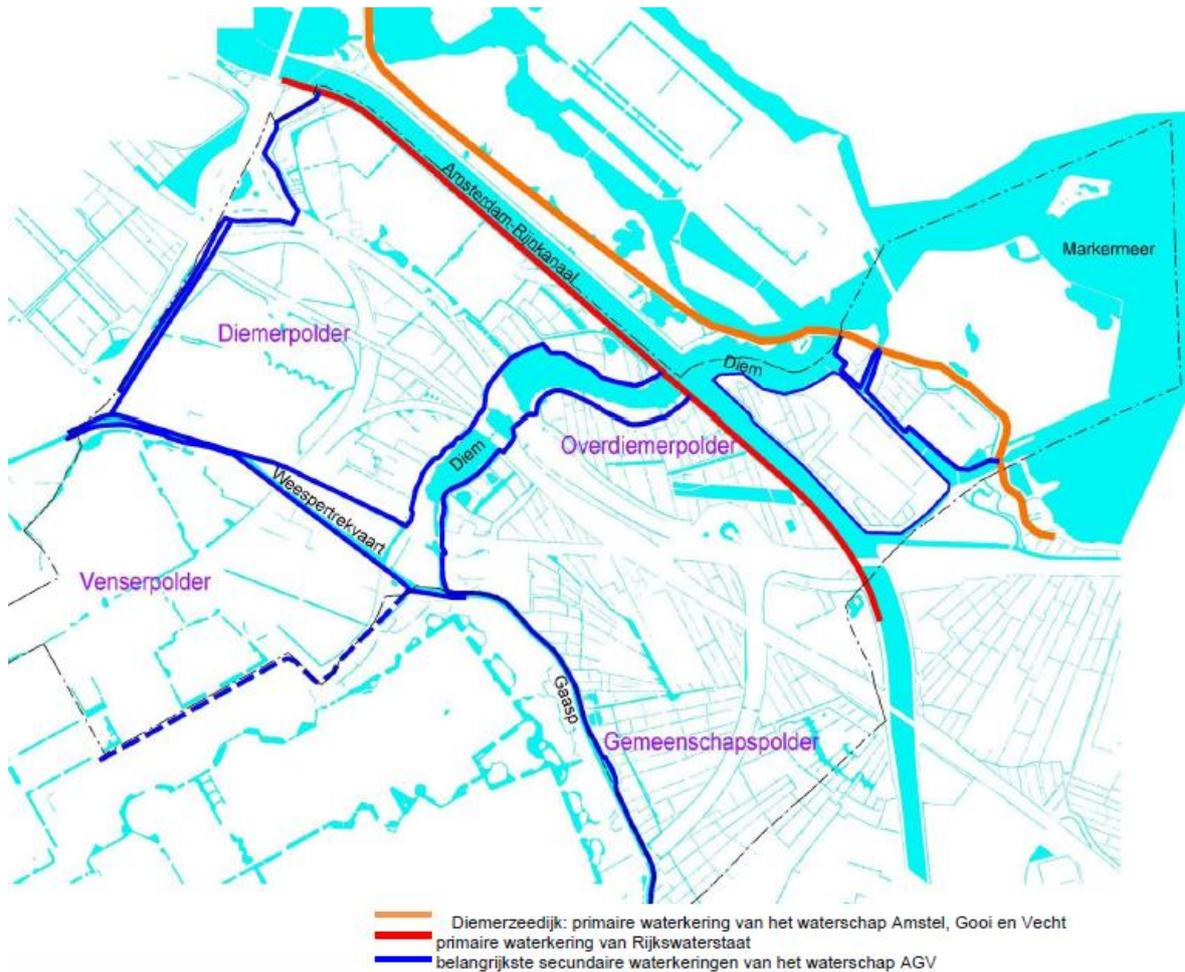 Amsterdam-Rijnkanaal
Markermeer
Diemerpolder
Diem
Overdiemerpolder
Diem
Weespertrekvaart
Venserpolder
Gaasp
Gemeenschapspolder
Diemerzeedijk: primaire waterkering van het waterschap Amstel, Gooi en Vecht
primaire waterkering van Rijkswaterstaat
belangrijkste secundaire waterkeringen van het waterschap AGV